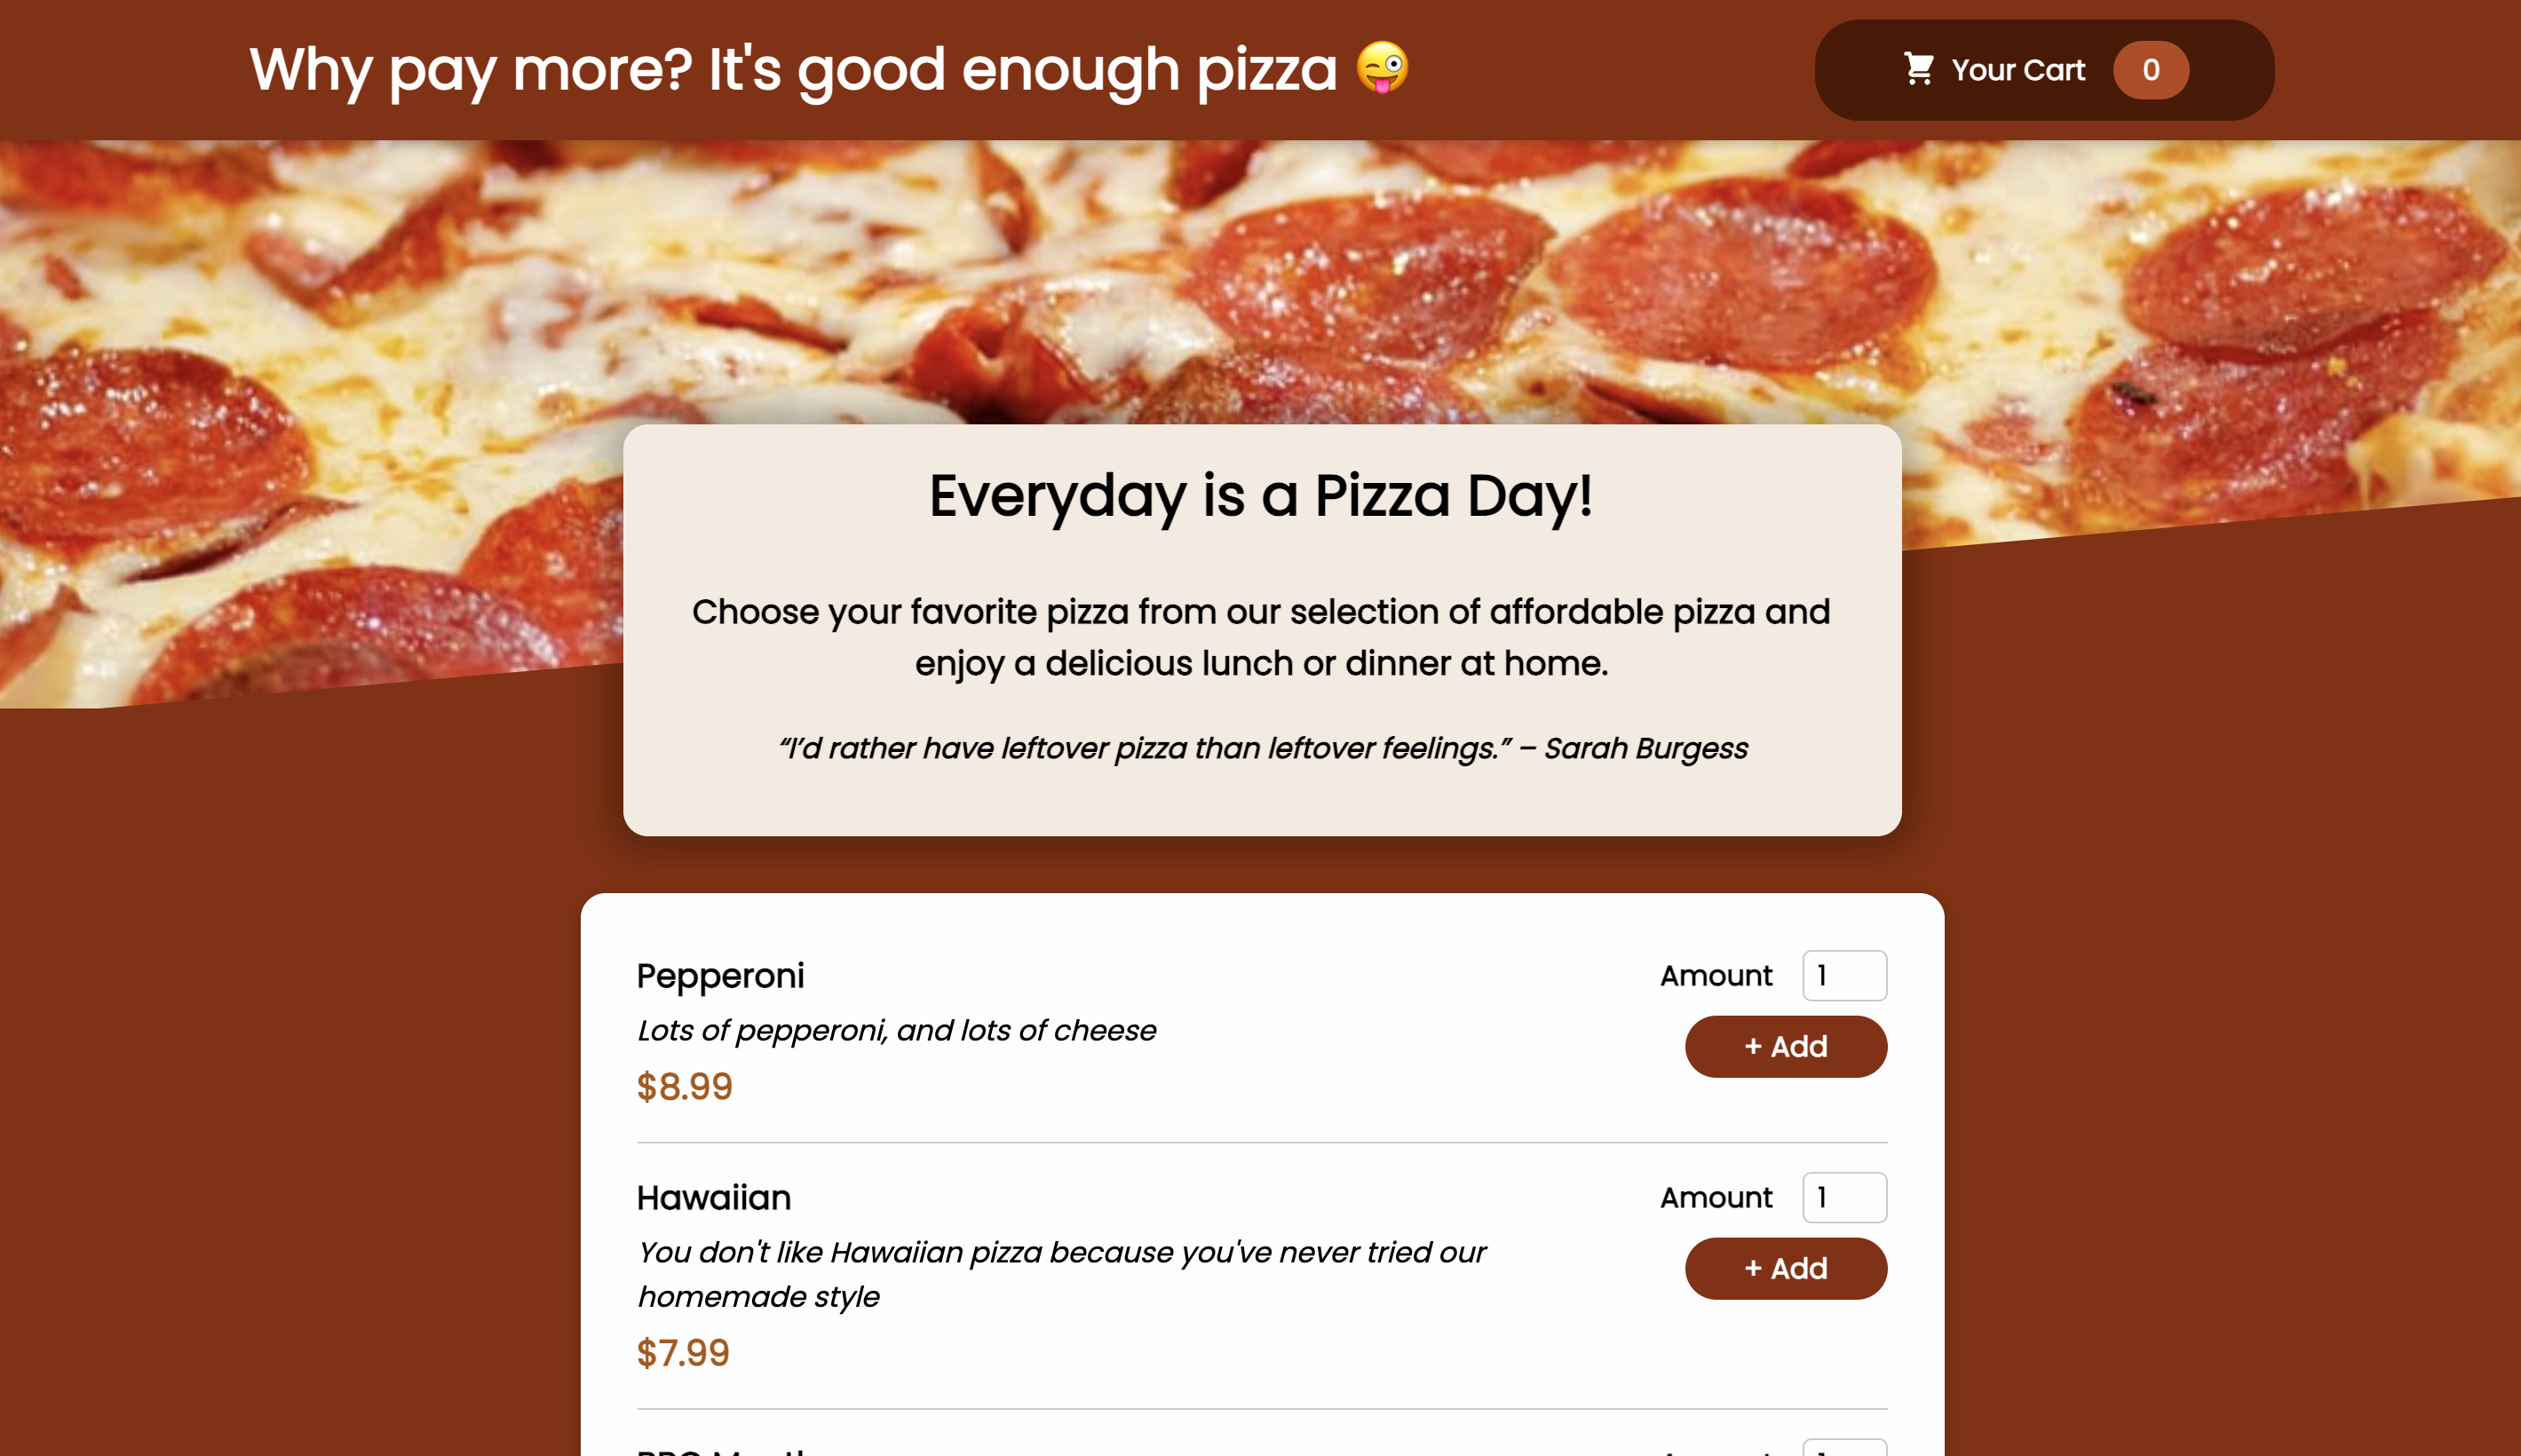 Why pay more? It's good enough pizza 😜
Your Cart 0
Everyday is a Pizza Day!
Choose your favorite pizza from our selection of affordable pizza and
enjoy a delicious lunch or dinner at home.
“I’d rather have leftover pizza than leftover feelings.” – Sarah Burgess
Pepperoni
Amount 1
Lots of pepperoni, and lots of cheese
+ Add
$8.99
Hawaiian
Amount 1
You don't like Hawaiian pizza because you've never tried our
homemade style
+ Add
$7.99